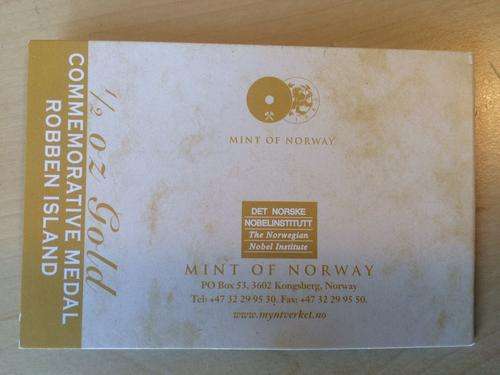 COMMEMORATIVE MEDAL
ROBBEN ISLAND
1/2 oz Gold
MINT OF NORWAY
DET NORSKE
NOBELINSTITUTT
The Norwegian
Nobel Institute
MINT OF NORWAY
PO Box 53, 3602 Kongsberg, Norway
Tel: +47 32 29 95 30, Fax: +47 32 29 95 50.
www.myntverket.no